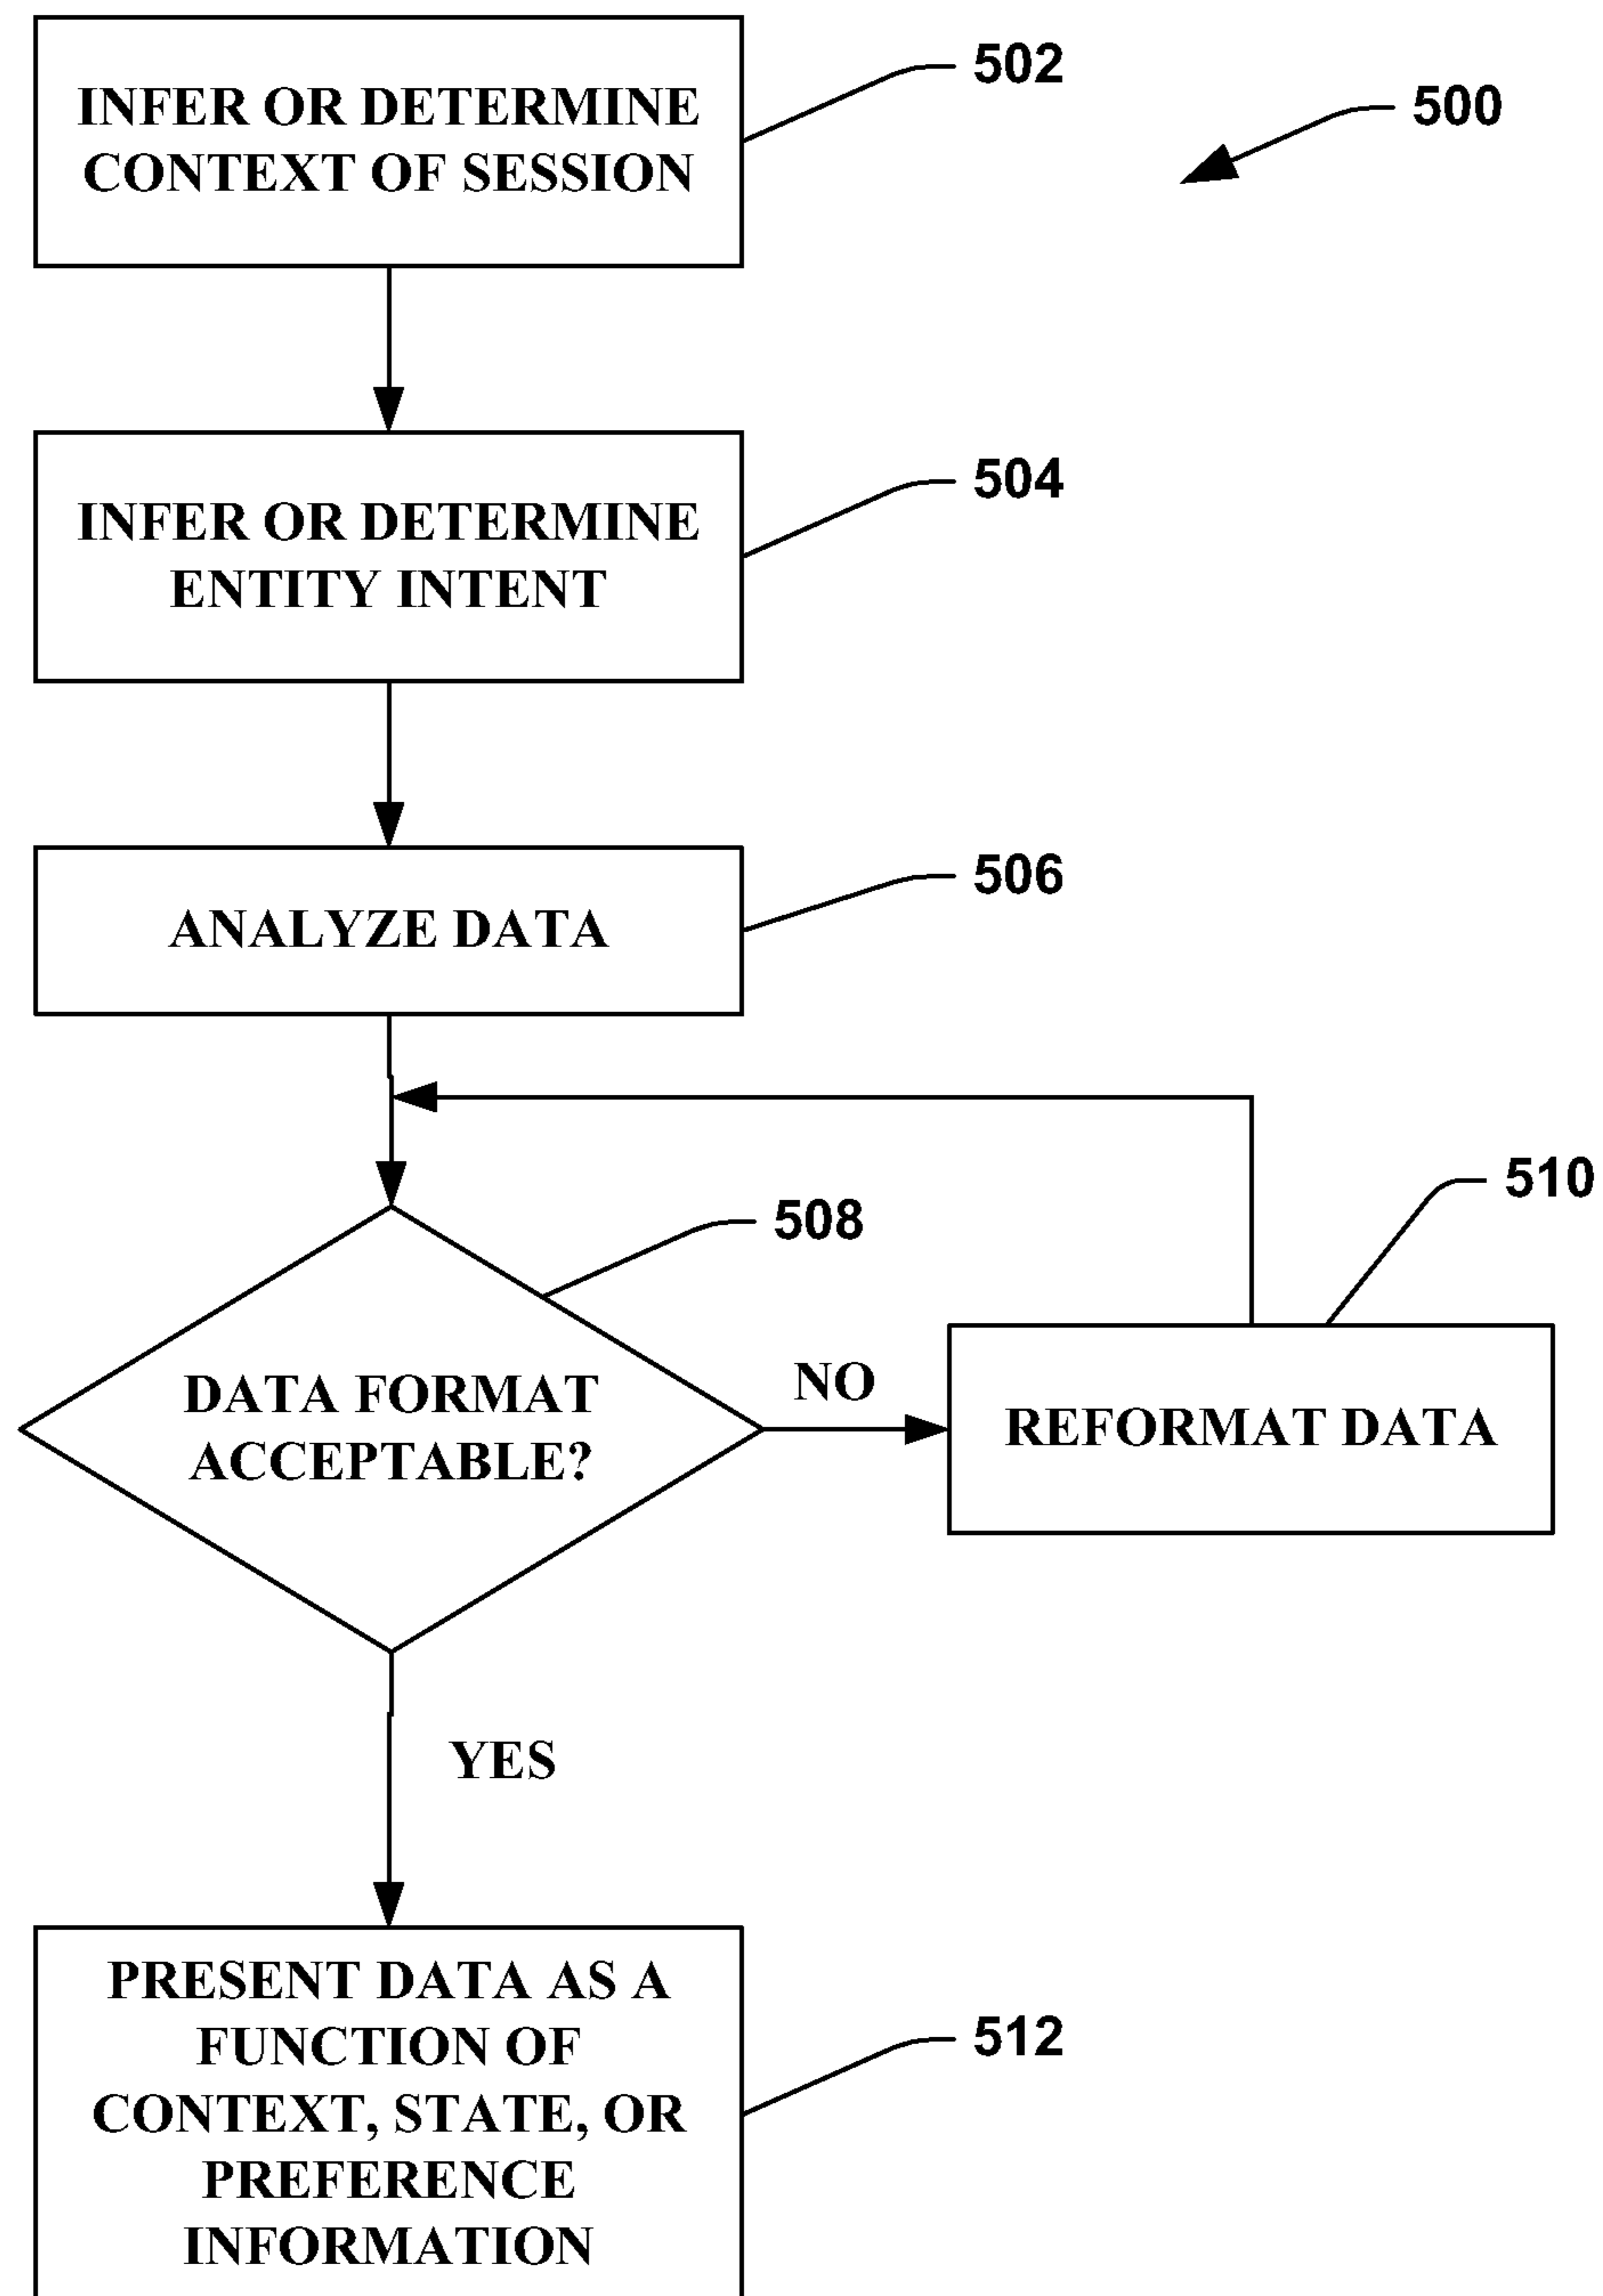 502
500
INFER OR DETERMINE
CONTEXT OF SESSION
504
INFER OR DETERMINE
ENTITY INTENT
506
ANALYZE DATA
510
508
DATA FORMAT
ACCEPTABLE?
NO
REFORMAT DATA
YES
PRESENT DATA AS A
FUNCTION OF
CONTEXT, STATE, OR
PREFERENCE
INFORMATION
512